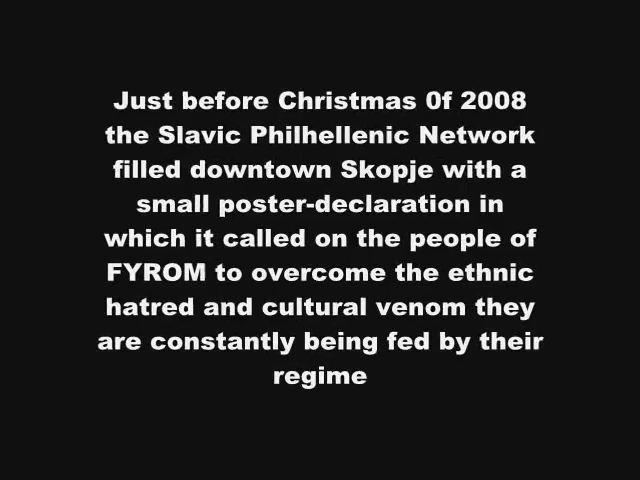 Just before Christmas 0f 2008
the Slavic Philhellenic Network
filled downtown Skopje with a
small poster-declaration in
which it called on the people of
FYROM to overcome the ethnic
hatred and cultural venom they
are constantly being fed by their
regime